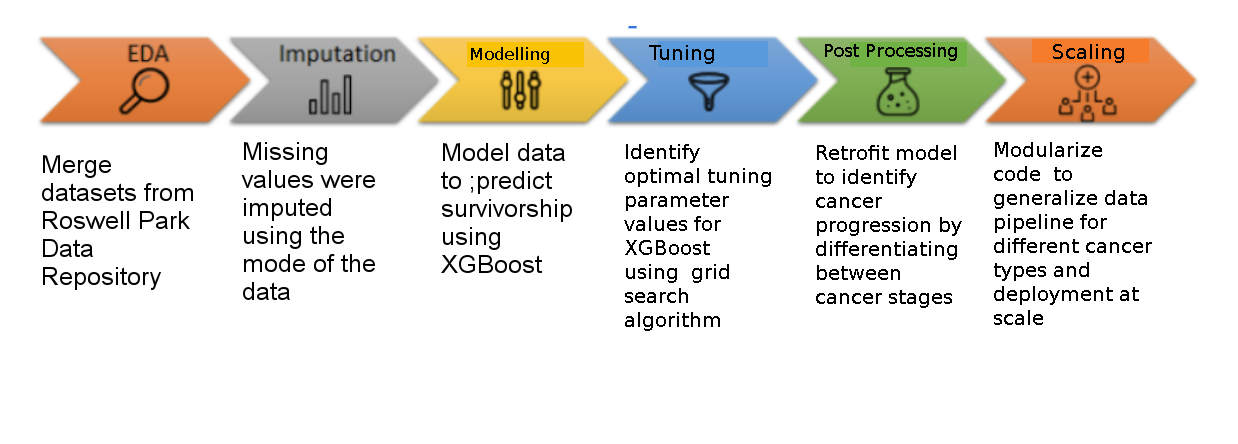 EDA
Imputation
Modelling
Tuning
Post Processing
Scaling
Merge
datasets from
Roswell Park
Data
Repository
Missing
values were
imputed
using the
mode of the
data
Model data
to ;predict
survivorship
using
XGBoost
Identify
optimal tuning
parameter
values for
XGBoost
using  grid
search
algorithm
Retrofit model
to identify
cancer
progression by
differentiating
between
cancer stages
Modularize
code  to
generalize data
pipeline for
different cancer
types and
deployment at
scale